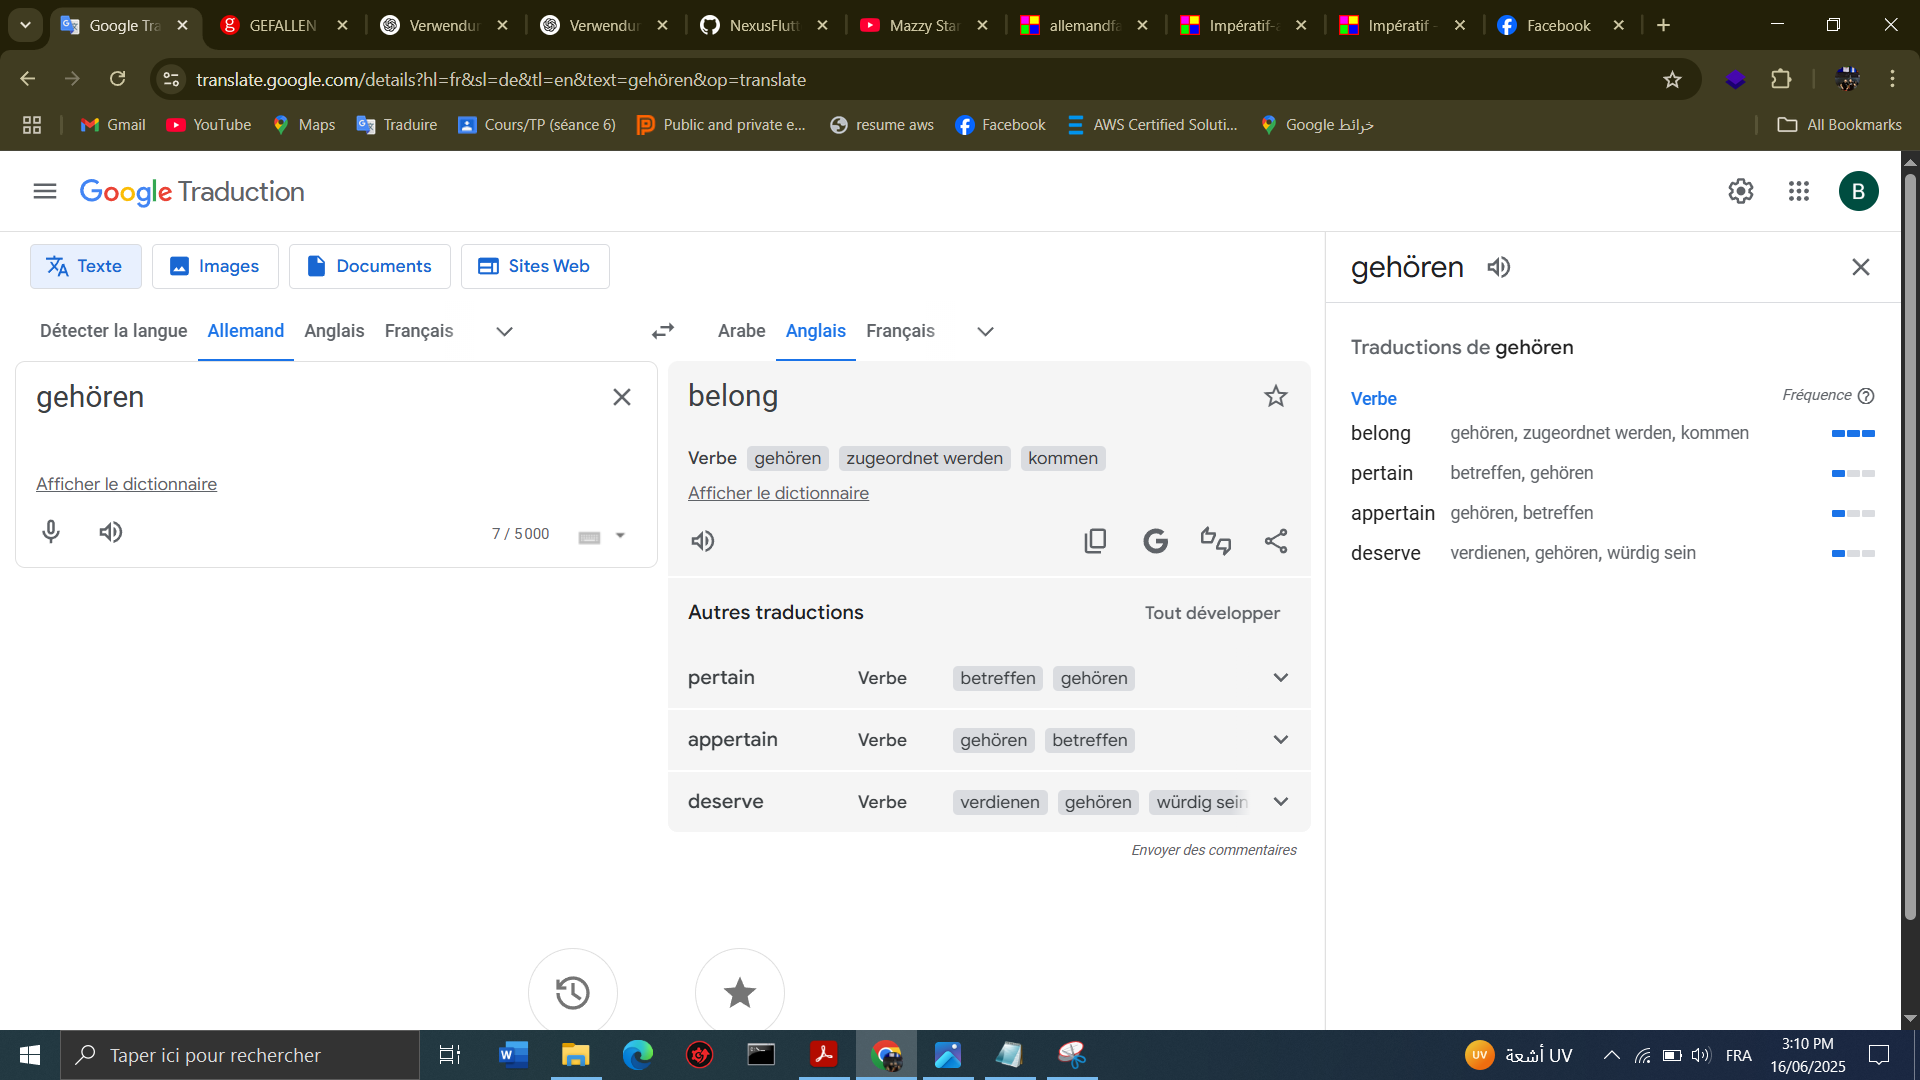 Google Tra
GEFALLEN
Verwendur
Verwendur
NexusFlutt
Mazzy Star
allemandfa
Impératif-a
Impératif -
Facebook
translate.google.com/details?hl=fr&sl=de&tl=en&text=gehören&op=translate
Gmail
YouTube
Maps
Traduire
Cours/TP (séance 6)
Public and private e...
resume aws
Facebook
AWS Certified Soluti...
خرائط Google
All Bookmarks
Google Traduction
B
Texte
Images
Documents
Sites Web
Détecter la langue
Allemand
Anglais
Français
Arabe
Anglais
Français
gehören
Afficher le dictionnaire
7 / 5 000
belong
Verbe gehören zugeordnet werden kommen
Afficher le dictionnaire
Autres traductions Tout développer
pertain Verbe betreffen gehören
appertain Verbe gehören betreffen
deserve Verbe verdienen gehören würdig sein
Envoyer des commentaires
gehören
Traductions de gehören
Verbe Fréquence
belong gehören, zugeordnet werden, kommen
pertain betreffen, gehören
appertain gehören, betreffen
deserve verdienen, gehören, würdig sein
Taper ici pour rechercher
UV
أشعة UV
FRA
3:10 PM
16/06/2025